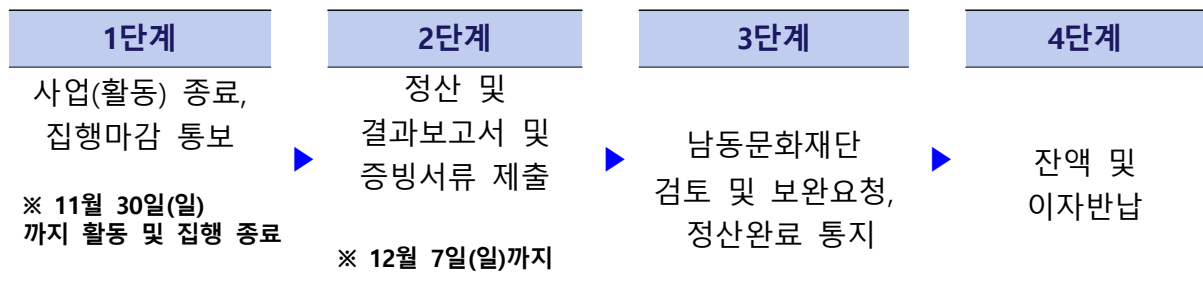 1단계
사업(활동) 종료,
집행마감 통보
※ 11월 30일(일)
까지 활동 및 집행 종료
2단계
정산 및
결과보고서 및
증빙서류 제출
※ 12월 7일(일)까지
3단계
남동문화재단
검토 및 보완요청,
정산완료 통지
4단계
잔액 및
이자반납